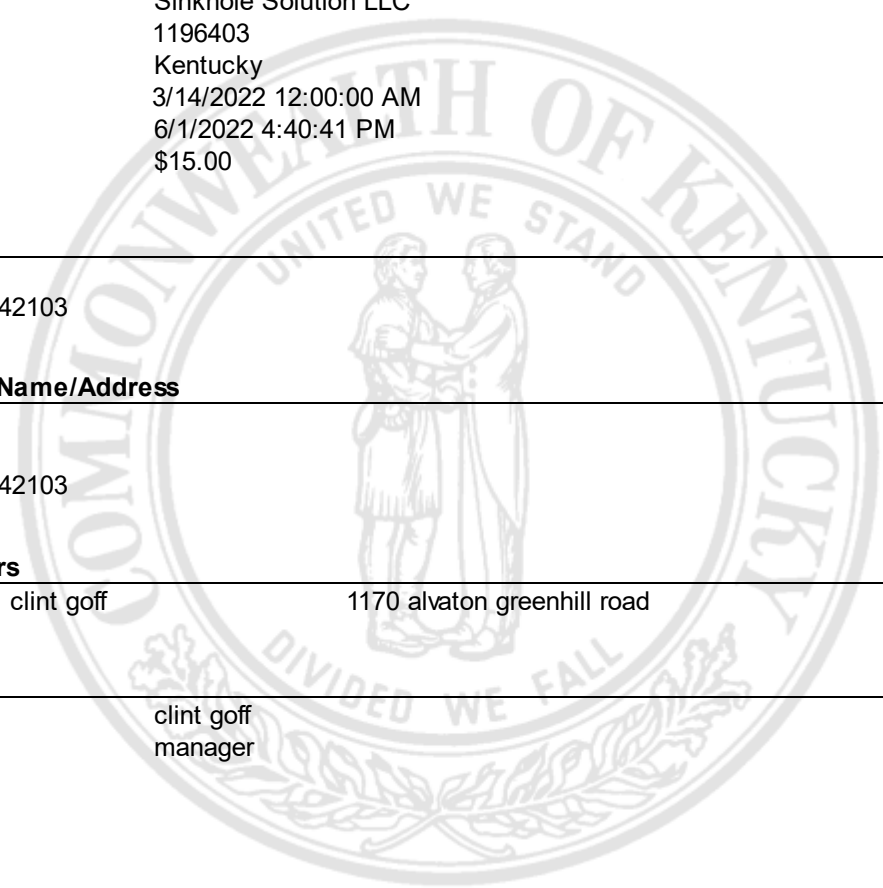 Sinkhole Solution LLC
1196403
Kentucky
3/14/2022 12:00:00 AM
6/1/2022 4:40:41 PM
$15.00
COMMONWEALTH OF KENTUCKY
UNITED WE STAND
42103
Name/Address
42103
rs
clint goff 1170 alvaton greenhill road
DIVIDED WE FALL
clint goff
manager